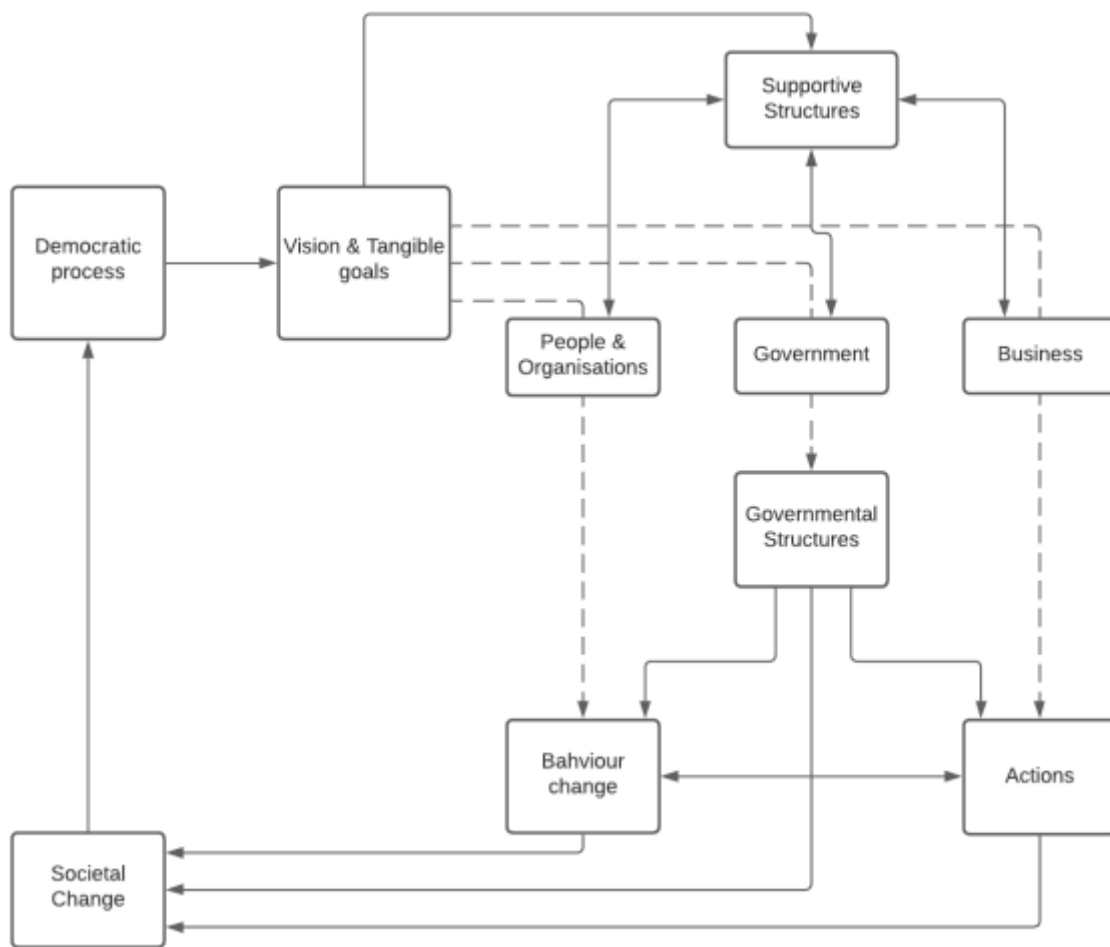 Supportive
Structures
Democratic
process
Vision & Tangible
goals
People &
Organisations
Government
Business
Governmental
Structures
Bahviour
change
Actions
Societal
Change